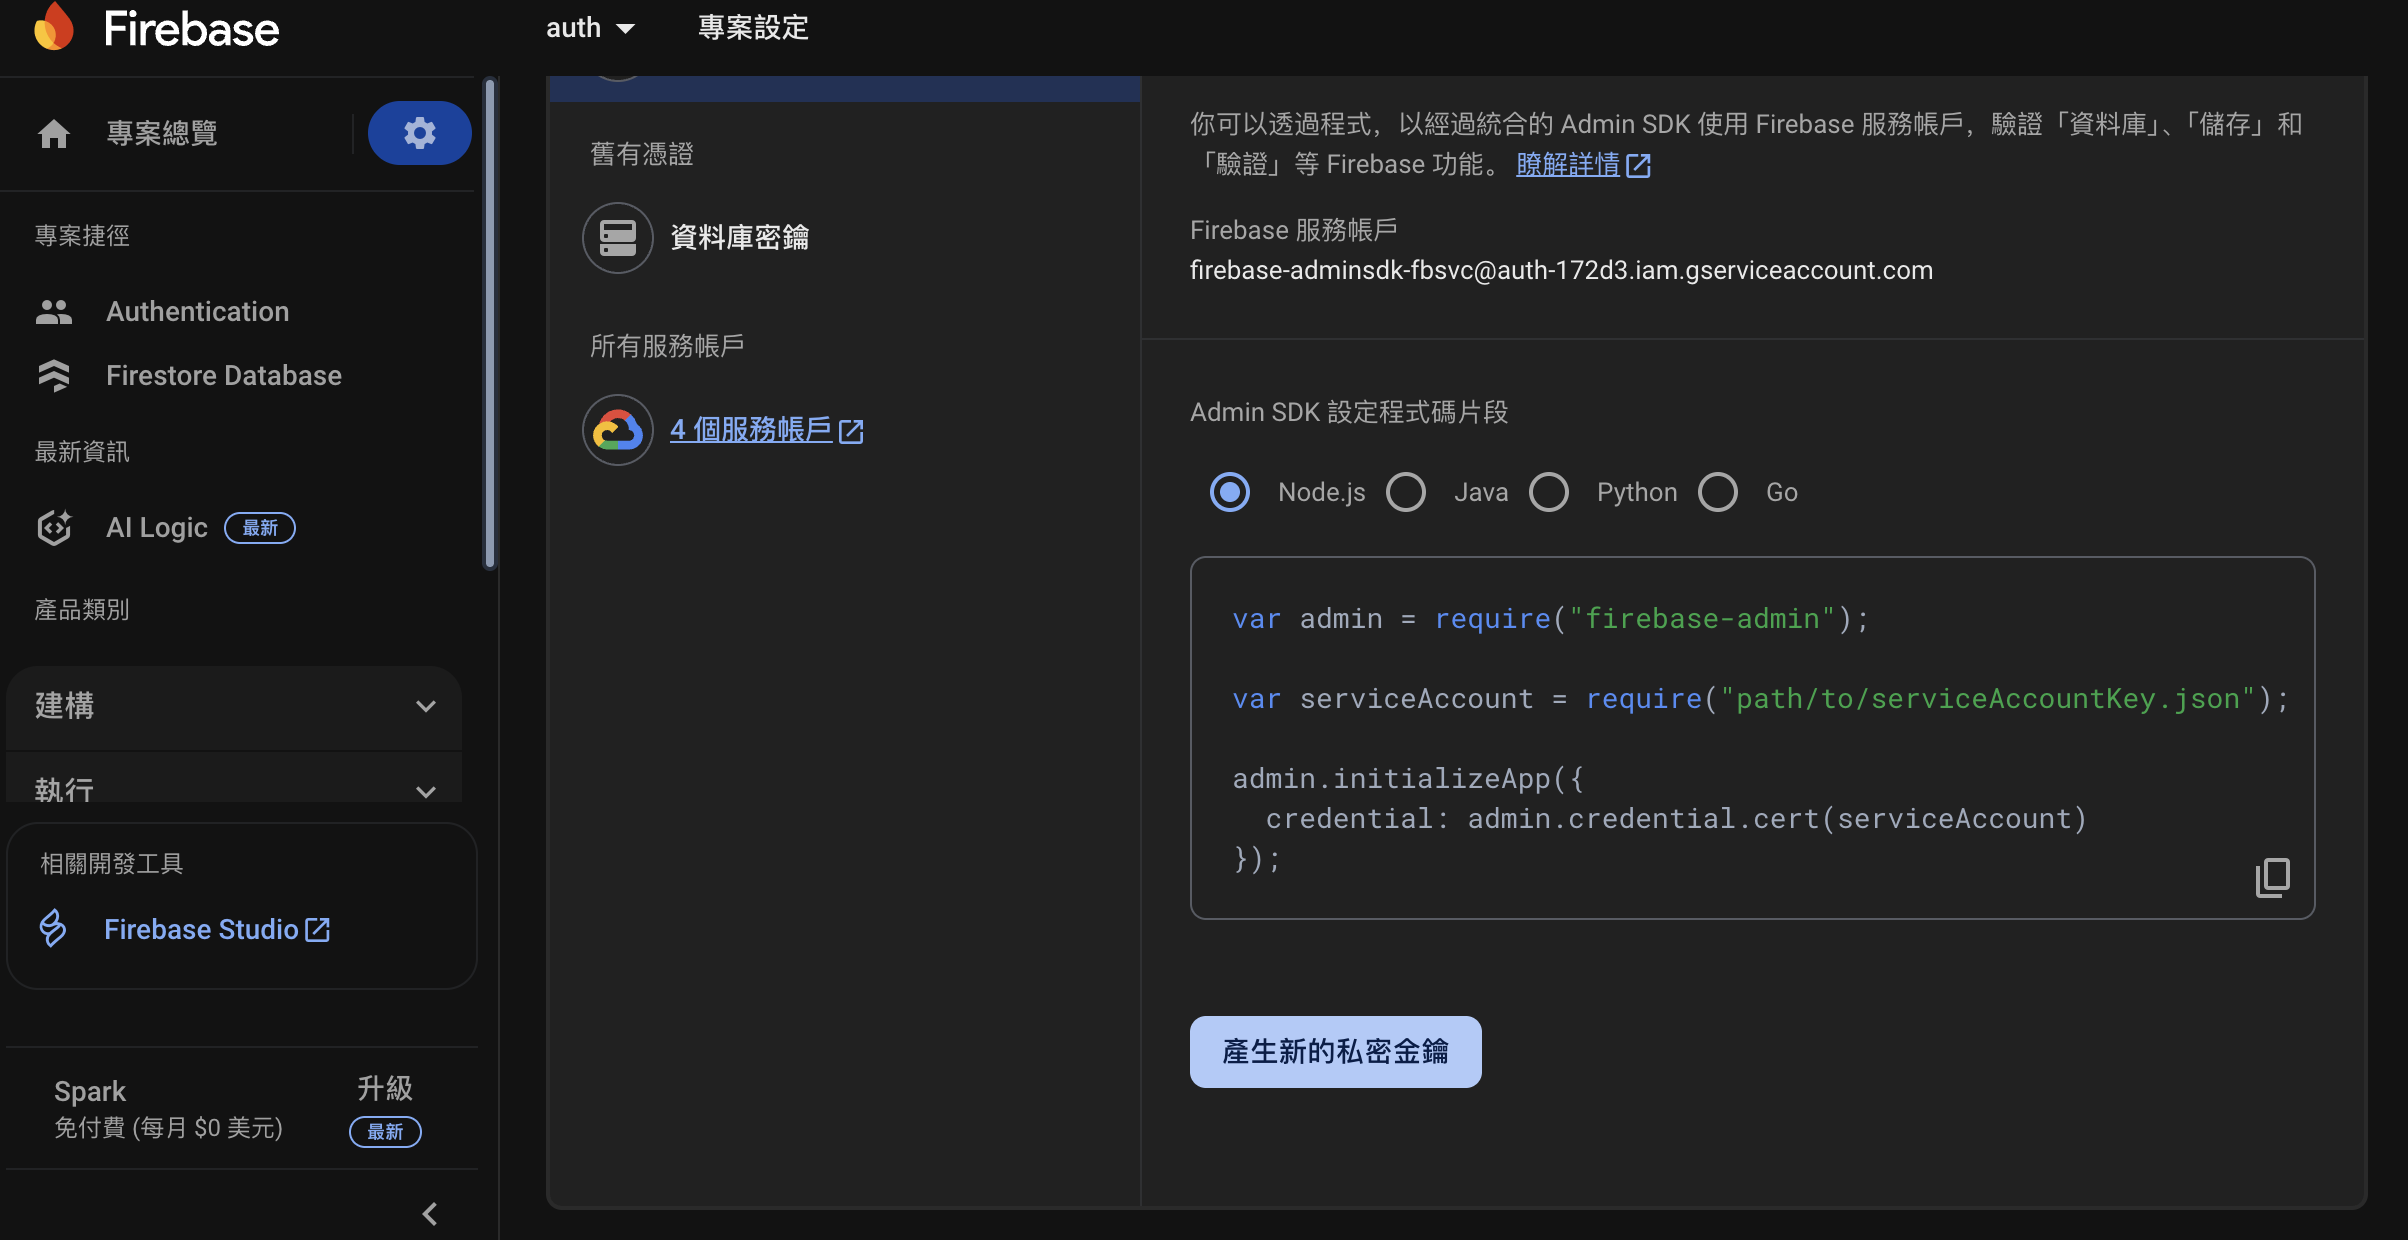 Firebase
auth
專案設定
專案總覽
專案捷徑
Authentication
Firestore Database
最新資訊
AI Logic 最新
產品類別
建構
執行
相關開發工具
Firebase Studio
Spark
免付費 (每月 $0 美元)
升級
最新
舊有憑證
資料庫密鑰
所有服務帳戶
4 個服務帳戶
你可以透過程式，以經過統合的 Admin SDK 使用 Firebase 服務帳戶，驗證「資料庫」、「儲存」和
「驗證」等 Firebase 功能。 瞭解詳情
Firebase 服務帳戶
firebase-adminsdk-fbsvc@auth-172d3.iam.gserviceaccount.com
Admin SDK 設定程式碼片段
Node.js Java Python Go
var admin = require("firebase-admin");
var serviceAccount = require("path/to/serviceAccountKey.json");
admin.initializeApp({
  credential: admin.credential.cert(serviceAccount)
});
產生新的私密金鑰